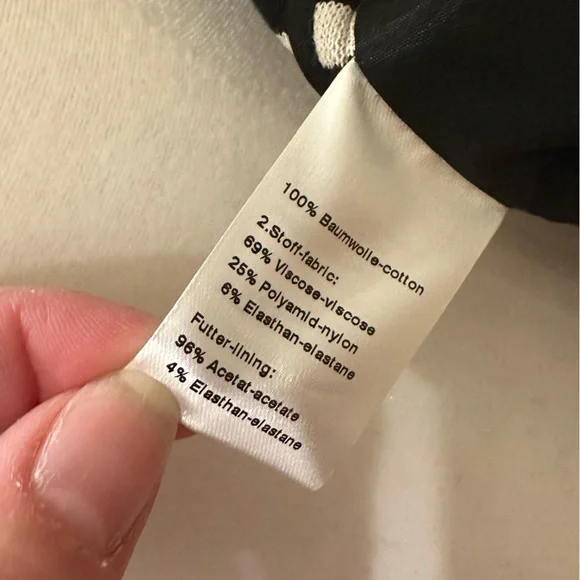 100% Baumwolle-cotton
2.Stoff-fabric:
69% Viscose-viscose
25% Polyamid-nylon
6% Elasthan-elastane
Futter-lining:
96% Acetat-acetate
4% Elasthan-elastane